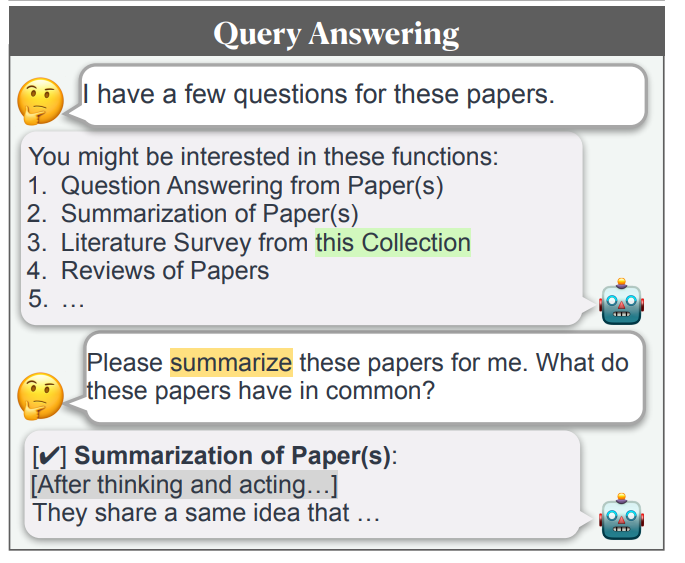 Query Answering
I have a few questions for these papers.
You might be interested in these functions:
1. Question Answering from Paper(s)
2. Summarization of Paper(s)
3. Literature Survey from this Collection
4. Reviews of Papers
5. …
Please summarize these papers for me. What do
these papers have in common?
[✔] Summarization of Paper(s):
[After thinking and acting…]
They share a same idea that …